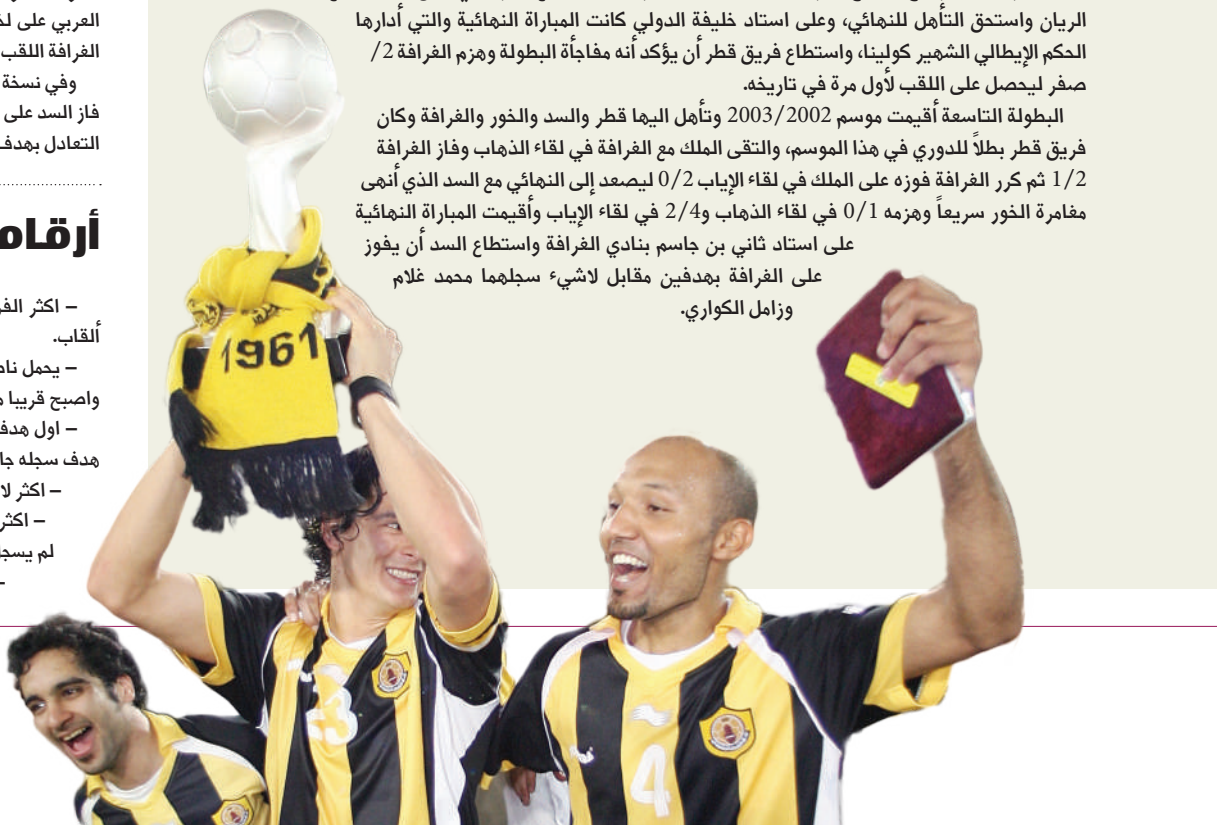 الريان واستحق التأهل للنهائي، وعلى استاد خليفة الدولي كانت المباراة النهائية والتي أدارها
الحكم الإيطالي الشهير كولينا، واستطاع فريق قطر أن يؤكد أنه مفاجأة البطولة وهزم الغرافة 2/
صفر ليحصل على اللقب لأول مرة في تاريخه.
البطولة التاسعة أقيمت موسم 2003/2002 وتأهل اليها قطر والسد والخور والغرافة وكان
فريق قطر بطلاً للدوري في هذا الموسم، والتقى الملك مع الغرافة في لقاء الذهاب وفاز الغرافة
1/2 ثم كرر الغرافة فوزه على الملك في لقاء الإياب 0/2 ليصعد إلى النهائي مع السد الذي أنهى
مغامرة الخور سريعاً وهزمه 0/1 في لقاء الذهاب و2/4 في لقاء الإياب وأقيمت المباراة النهائية
على استاد ثاني بن جاسم بنادي الغرافة واستطاع السد أن يفوز
على الغرافة بهدفين مقابل لاشيء سجلهما محمد غلام
وزامل الكواري.
العربي على
الغرافة اللقب
وفي نسخة
فاز السد على
التعادل بهدف
– اكثر
ألقاب.
– يحمل
واصبح قريبا
– اول هدف
هدف سجله
– اكثر
– اكثر
لم
–
1961
23
4